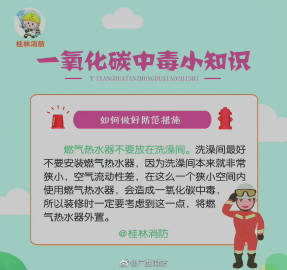 桂林消防
一氧化碳中毒小知识
YIYANGHUATANZHONGDUXIAOZHISHI
如何做好防范措施
燃气热水器不要放在洗澡间。洗澡间最好
不要安装燃气热水器，因为洗澡间本来就非常
狭小，空气流动性差，在这么一个狭小空间内
使用燃气热水器，会造成一氧化碳中毒，
所以装修时一定要考虑到这一点，将燃
气热水器外置。
@桂林消防